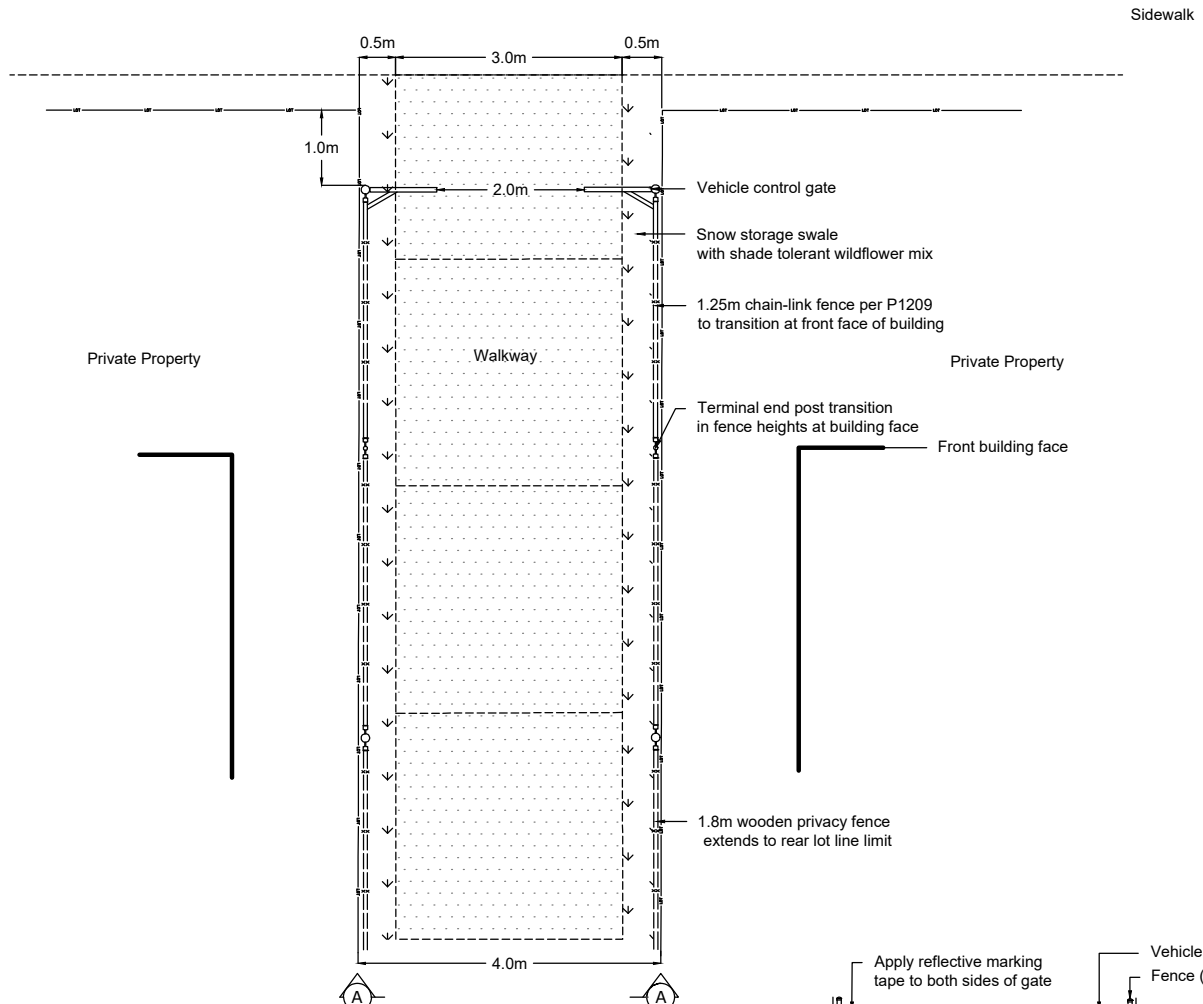 Sidewalk
0.5m
3.0m
0.5m
1.0m
2.0m
Vehicle control gate
Snow storage swale
with shade tolerant wildflower mix
1.25m chain-link fence per P1209
to transition at front face of building
Private Property
Walkway
Private Property
Terminal end post transition
in fence heights at building face
Front building face
1.8m wooden privacy fence
extends to rear lot line limit
4.0m
A
A
Apply reflective marking
tape to both sides of gate
Vehicle
Fence (